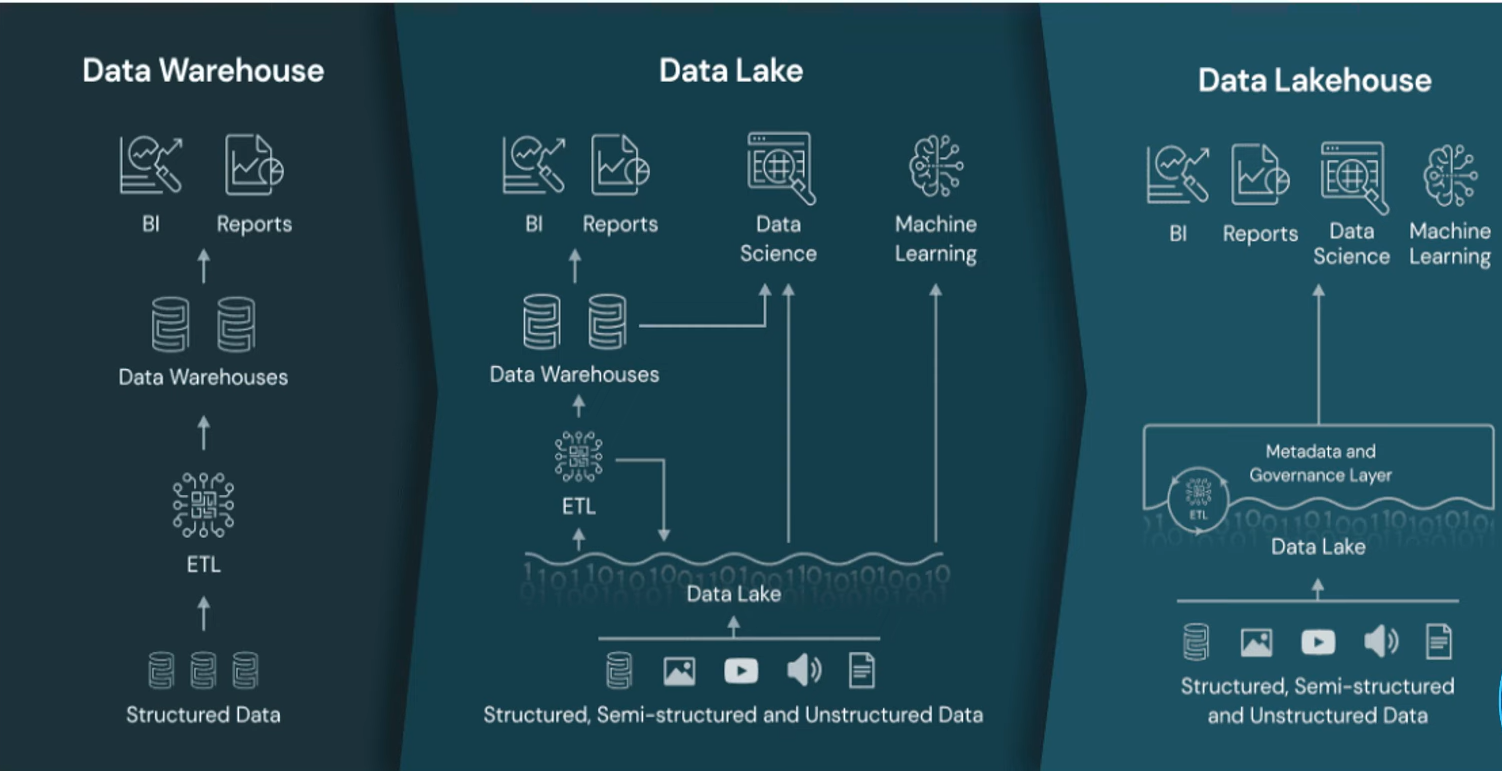 Data Warehouse
BI
Reports
Data Warehouses
ETL
Structured Data
Data Lake
BI
Reports
Data
Science
Machine
Learning
Data Warehouses
ETL
Data Lake
Structured, Semi-structured and Unstructured Data
Data Lakehouse
BI
Reports
Data
Science
Machine
Learning
Metadata and
Governance Layer
ETL
Data Lake
Structured, Semi-structured
and Unstructured Data